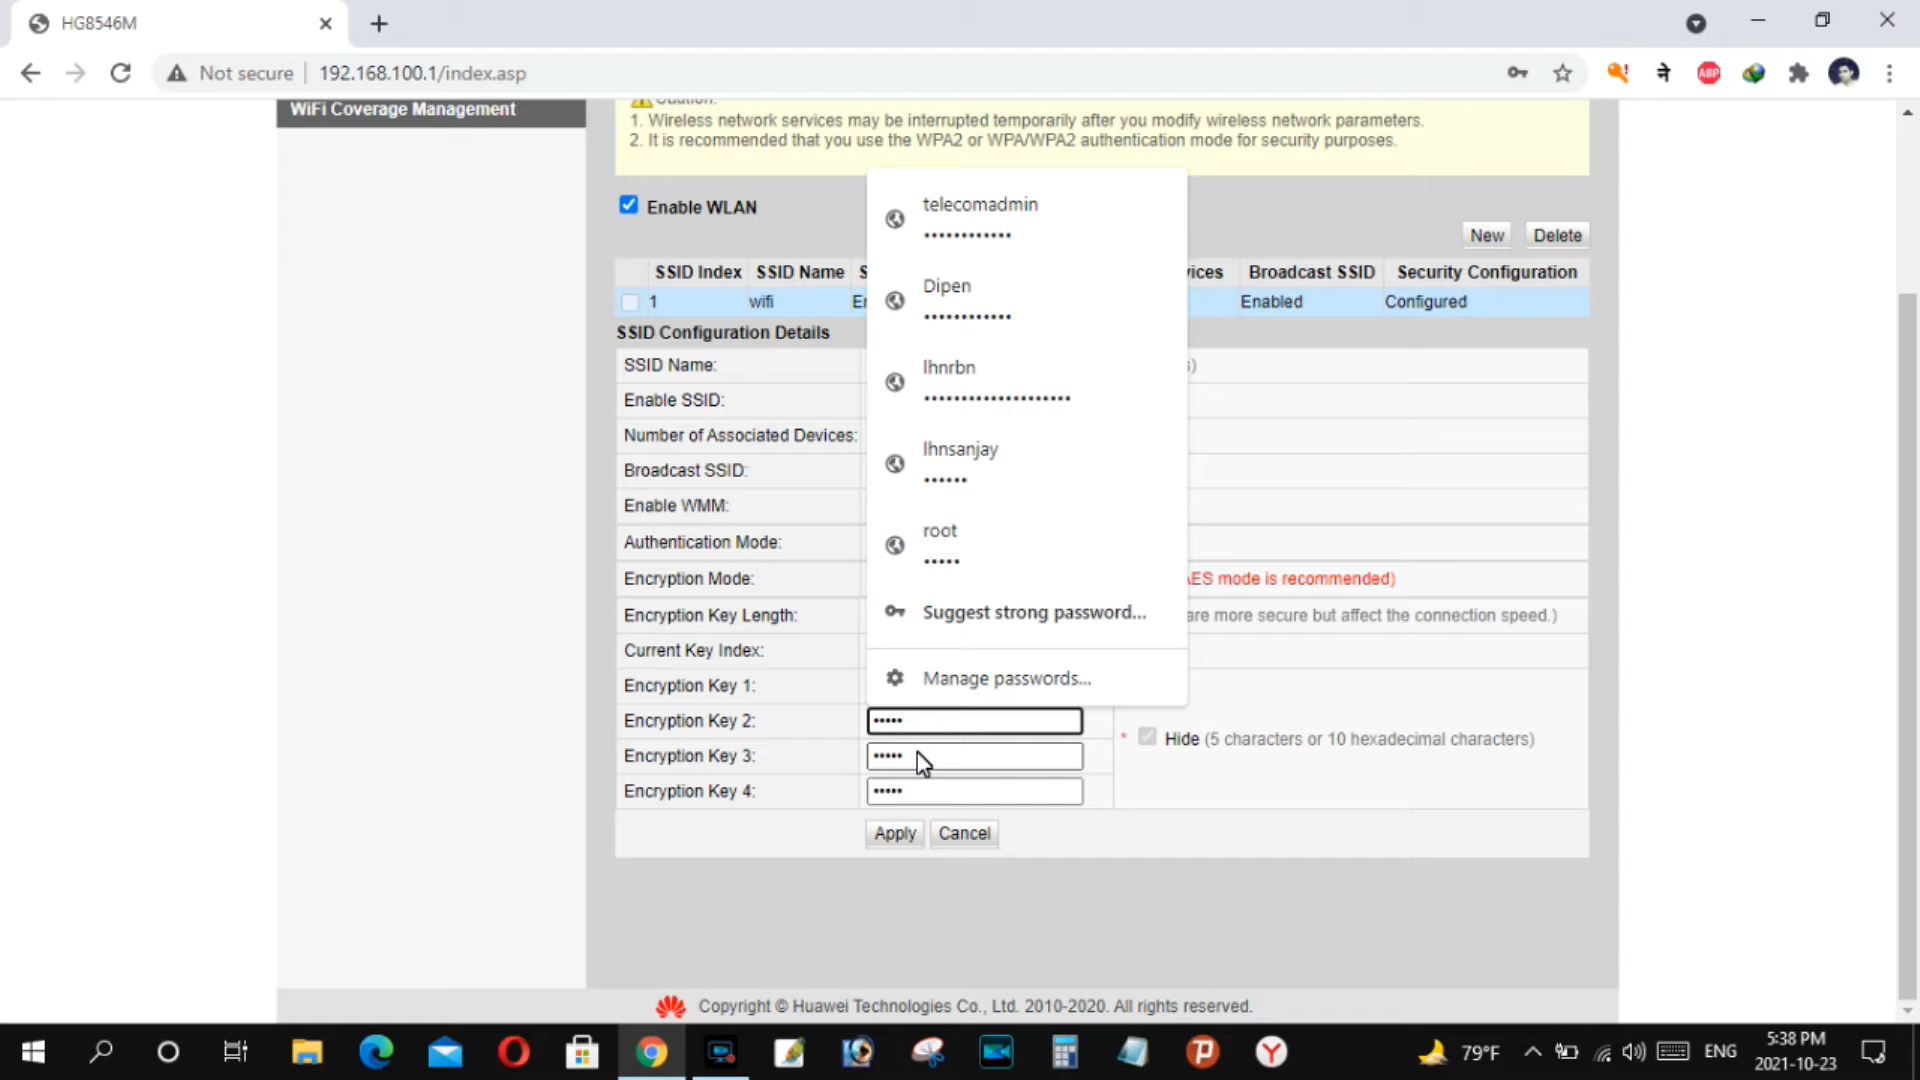 HG8546M
Not secure
192.168.100.1/index.asp
ने
ABP
WiFi Coverage Management
Caution:
1. Wireless network services may be interrupted temporarily after you modify wireless network parameters.
2. It is recommended that you use the WPA2 or WPA/WPA2 authentication mode for security purposes.
Enable WLAN
New Delete
SSID Index SSID Name S vices Broadcast SSID Security Configuration
1 wifi En Enabled Configured
SSID Configuration Details
SSID Name: s)
Enable SSID:
Number of Associated Devices:
Broadcast SSID:
Enable WMM:
Authentication Mode:
Encryption Mode: AES mode is recommended)
Encryption Key Length: are more secure but affect the connection speed.)
Current Key Index:
Encryption Key 1:
Encryption Key 2: •••••
Encryption Key 3: •••••
Encryption Key 4: •••••
* Hide (5 characters or 10 hexadecimal characters)
Apply Cancel
telecomadmin
••••••••••••
Dipen
••••••••••••
lhnrbn
••••••••••••••••••••
lhnsanjay
••••••
root
•••••
Suggest strong password...
Manage passwords...
Copyright © Huawei Technologies Co., Ltd. 2010-2020. All rights reserved.
79°F
ENG
5:38 PM
2021-10-23